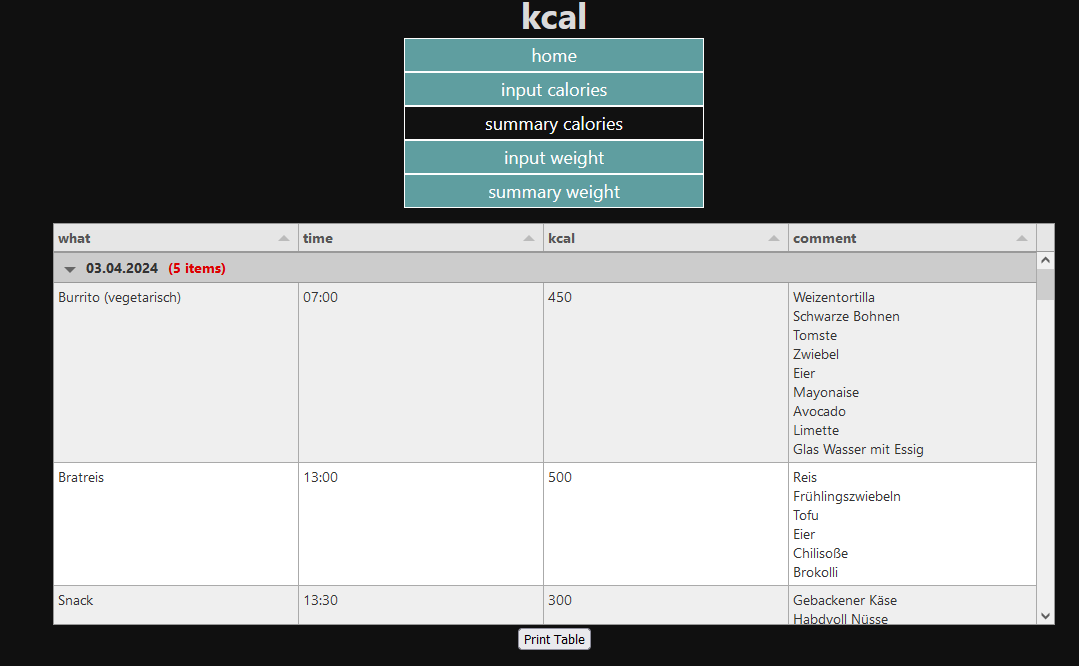 kcal
home
input calories
summary calories
input weight
summary weight
what time kcal comment
03.04.2024 (5 items)
Burrito (vegetarisch) 07:00 450 Weizentortilla
Schwarze Bohnen
Tomste
Zwiebel
Eier
Mayonaise
Avocado
Limette
Glas Wasser mit Essig
Bratreis 13:00 500 Reis
Frühlingszwiebeln
Tofu
Eier
Chilisoße
Brokolli
Snack 13:30 300 Gebackener Käse
Habdvoll Nüsse
Print Table